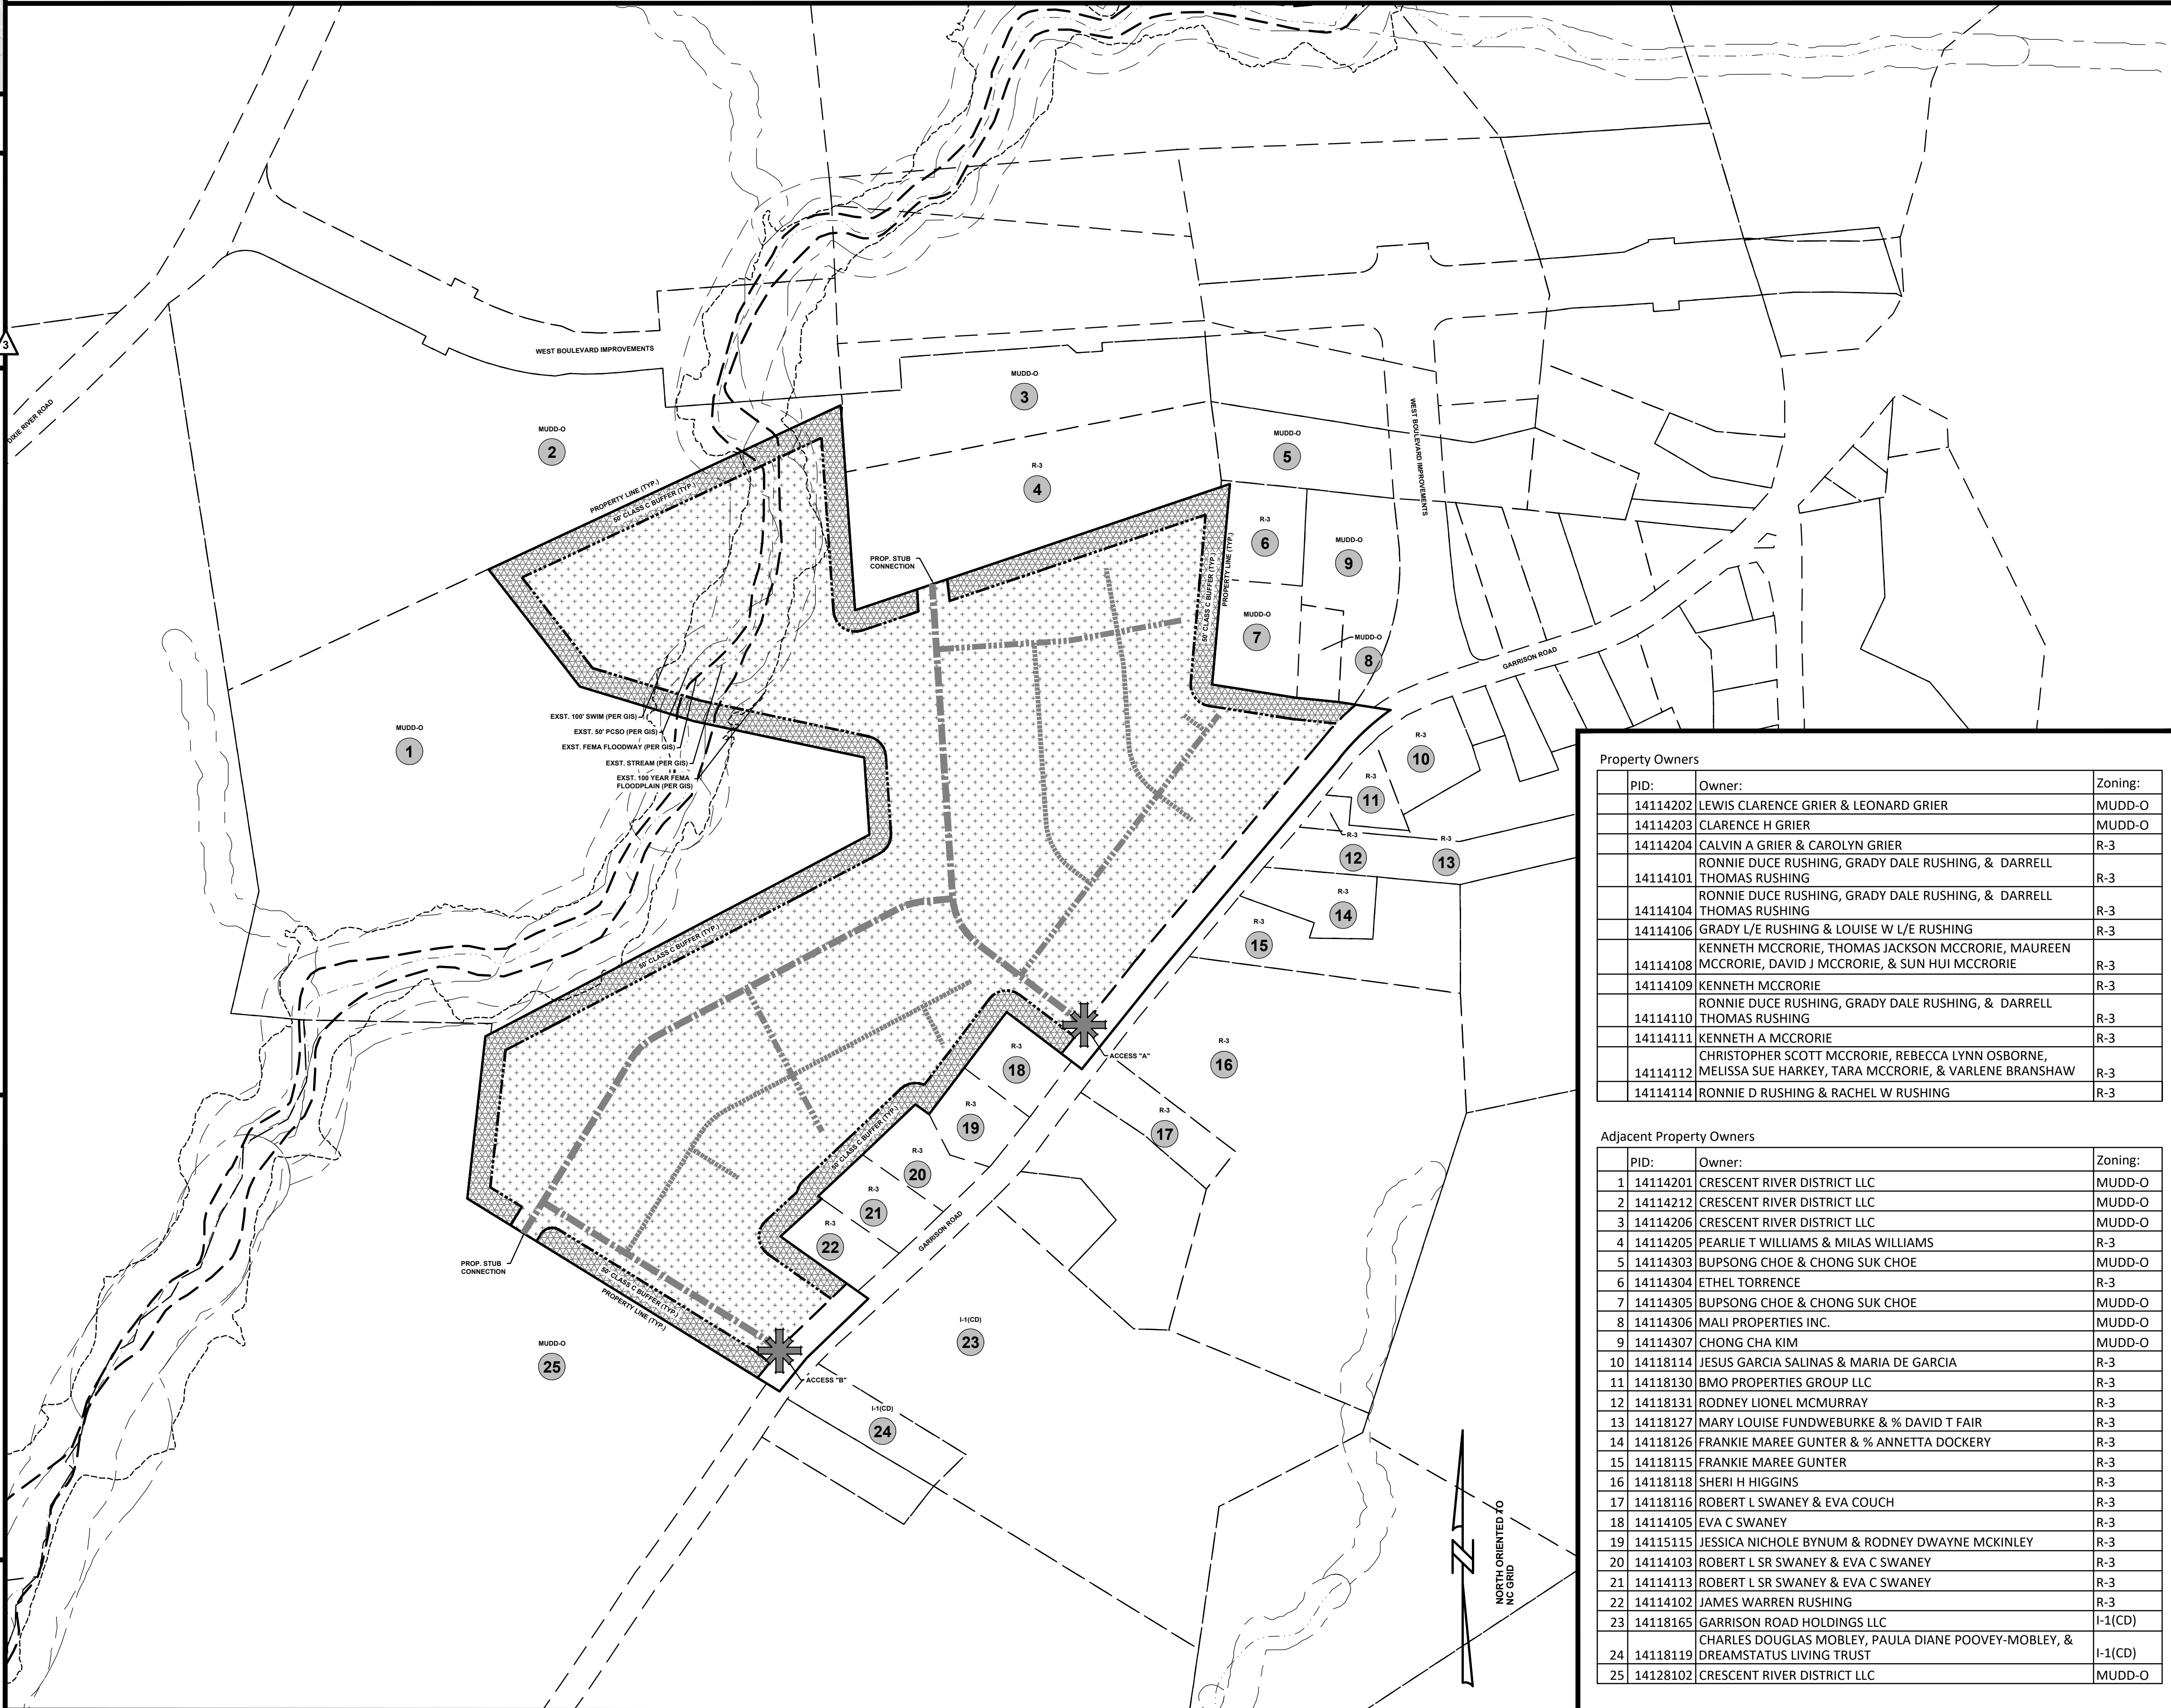 WEST BOULEVARD IMPROVEMENTS
3
DIXIE RIVER ROAD
MUDD-O
3
WEST BOULEVARD IMPROVEMENTS
MUDD-O
2
MUDD-O
5
R-3
4
PROPERTY LINE (TYP.)
50' CLASS C BUFFER (TYP.)
R-3
6
MUDD-O
9
PROP. STUB
CONNECTION
50' CLASS C BUFFER (TYP.)
PROPERTY LINE (TYP.)
MUDD-O
7
MUDD-O
8
GARRISON ROAD
EXST. 100' SWIM (PER GIS)
EXST. 50' PCSO (PER GIS)
EXST. FEMA FLOODWAY (PER GIS)
EXST. STREAM (PER GIS)
EXST. 100 YEAR FEMA
FLOODPLAIN (PER GIS)
MUDD-O
1
R-3
10
R-3
11
R-3
12
R-3
13
R-3
14
R-3
15
50' CLASS C BUFFER (TYP.)
R-3
18
ACCESS "A"
R-3
16
R-3
19
R-3
17
50' CLASS C BUFFER (TYP.)
R-3
20
R-3
21
R-3
22
GARRISON ROAD
PROP. STUB
CONNECTION
50' CLASS C BUFFER (TYP.)
PROPERTY LINE (TYP.)
MUDD-O
25
I-1(CD)
23
ACCESS "B"
I-1(CD)
24
N
NORTH ORIENTED TO
NC GRID
Property Owners
PID: Owner: Zoning:
14114202 LEWIS CLARENCE GRIER & LEONARD GRIER MUDD-O
14114203 CLARENCE H GRIER MUDD-O
14114204 CALVIN A GRIER & CAROLYN GRIER R-3
RONNIE DUCE RUSHING, GRADY DALE RUSHING, & DARRELL
14114101 THOMAS RUSHING R-3
RONNIE DUCE RUSHING, GRADY DALE RUSHING, & DARRELL
14114104 THOMAS RUSHING R-3
14114106 GRADY L/E RUSHING & LOUISE W L/E RUSHING R-3
KENNETH MCCRORIE, THOMAS JACKSON MCCRORIE, MAUREEN
14114108 MCCRORIE, DAVID J MCCRORIE, & SUN HUI MCCRORIE R-3
14114109 KENNETH MCCRORIE R-3
RONNIE DUCE RUSHING, GRADY DALE RUSHING, & DARRELL
14114110 THOMAS RUSHING R-3
14114111 KENNETH A MCCRORIE R-3
CHRISTOPHER SCOTT MCCRORIE, REBECCA LYNN OSBORNE,
14114112 MELISSA SUE HARKEY, TARA MCCRORIE, & VARLENE BRANSHAW R-3
14114114 RONNIE D RUSHING & RACHEL W RUSHING R-3
Adjacent Property Owners
PID: Owner: Zoning:
1 14114201 CRESCENT RIVER DISTRICT LLC MUDD-O
2 14114212 CRESCENT RIVER DISTRICT LLC MUDD-O
3 14114206 CRESCENT RIVER DISTRICT LLC MUDD-O
4 14114205 PEARLIE T WILLIAMS & MILAS WILLIAMS R-3
5 14114303 BUPSONG CHOE & CHONG SUK CHOE MUDD-O
6 14114304 ETHEL TORRENCE R-3
7 14114305 BUPSONG CHOE & CHONG SUK CHOE MUDD-O
8 14114306 MALI PROPERTIES INC. MUDD-O
9 14114307 CHONG CHA KIM MUDD-O
10 14118114 JESUS GARCIA SALINAS & MARIA DE GARCIA R-3
11 14118130 BMO PROPERTIES GROUP LLC R-3
12 14118131 RODNEY LIONEL MCMURRAY R-3
13 14118127 MARY LOUISE FUNDWEBURKE & % DAVID T FAIR R-3
14 14118126 FRANKIE MAREE GUNTER & % ANNETTA DOCKERY R-3
15 14118115 FRANKIE MAREE GUNTER R-3
16 14118118 SHERI H HIGGINS R-3
17 14118116 ROBERT L SWANEY & EVA COUCH R-3
18 14114105 EVA C SWANEY R-3
19 14115115 JESSICA NICHOLE BYNUM & RODNEY DWAYNE MCKINLEY R-3
20 14114103 ROBERT L SR SWANEY & EVA C SWANEY R-3
21 14114113 ROBERT L SR SWANEY & EVA C SWANEY R-3
22 14114102 JAMES WARREN RUSHING R-3
23 14118165 GARRISON ROAD HOLDINGS LLC I-1(CD)
CHARLES DOUGLAS MOBLEY, PAULA DIANE POOVEY-MOBLEY, &
24 14118119 DREAMSTATUS LIVING TRUST I-1(CD)
25 14128102 CRESCENT RIVER DISTRICT LLC MUDD-O